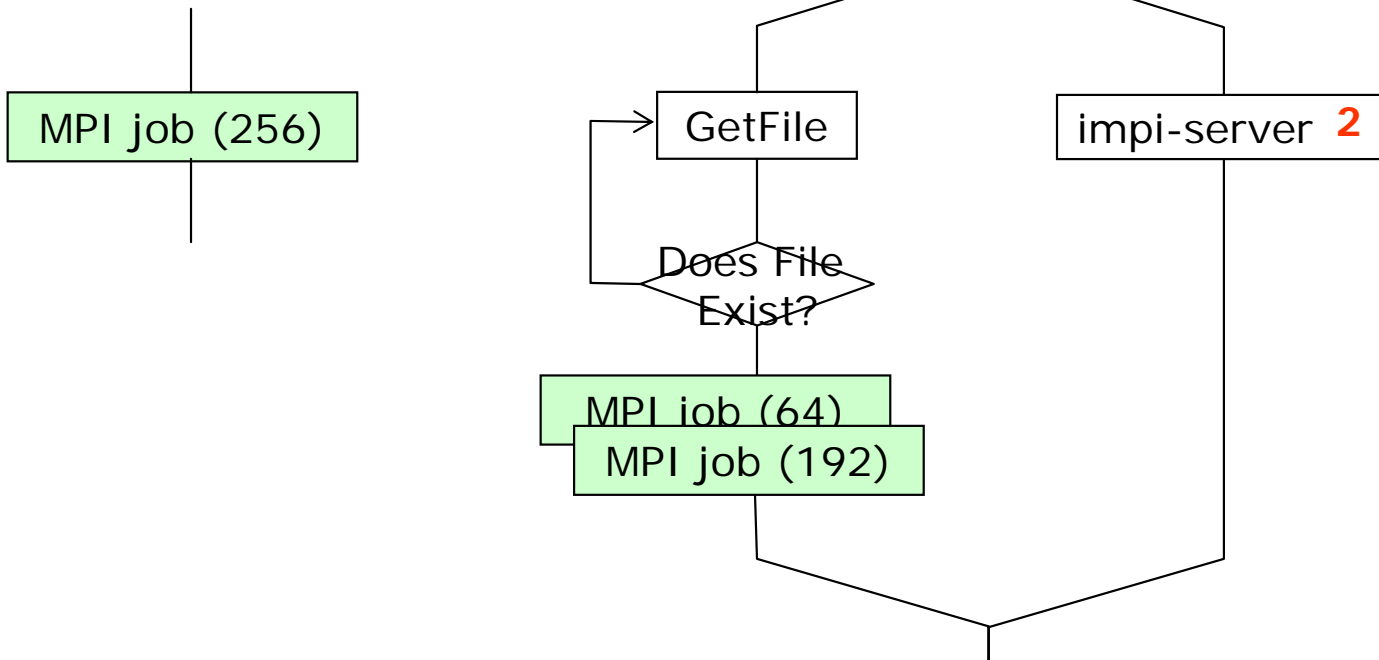 MPI job (256)
GetFile
impi-server 2
Does File
Exist?
MPI job (64)
MPI job (192)